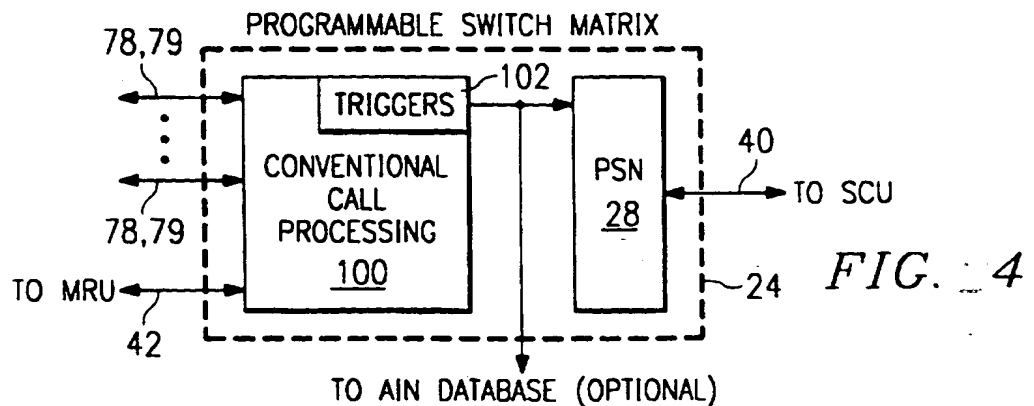 PROGRAMMABLE SWITCH MATRIX
78,79
102
TRIGGERS
CONVENTIONAL
CALL
PROCESSING
100
78,79
PSN
28
40
TO SCU
TO MRU
42
24
FIG. 4
TO AIN DATABASE (OPTIONAL)